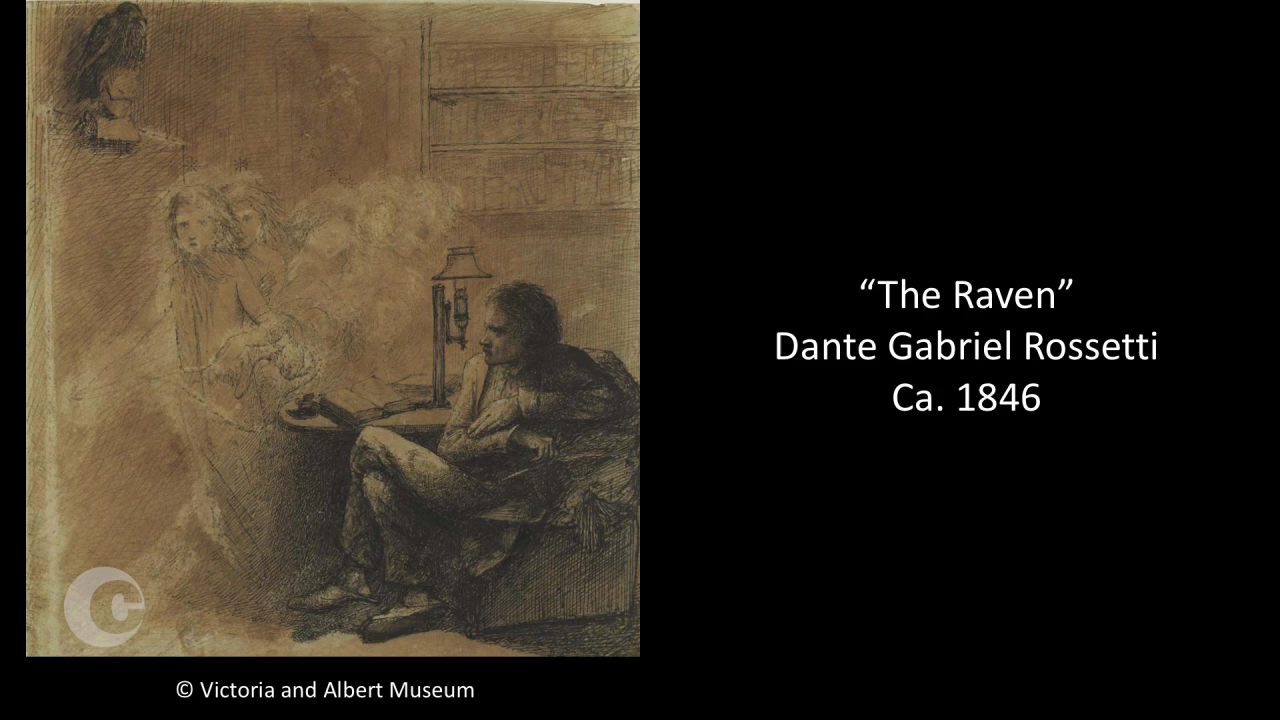 “The Raven”
Dante Gabriel Rossetti
Ca. 1846
© Victoria and Albert Museum